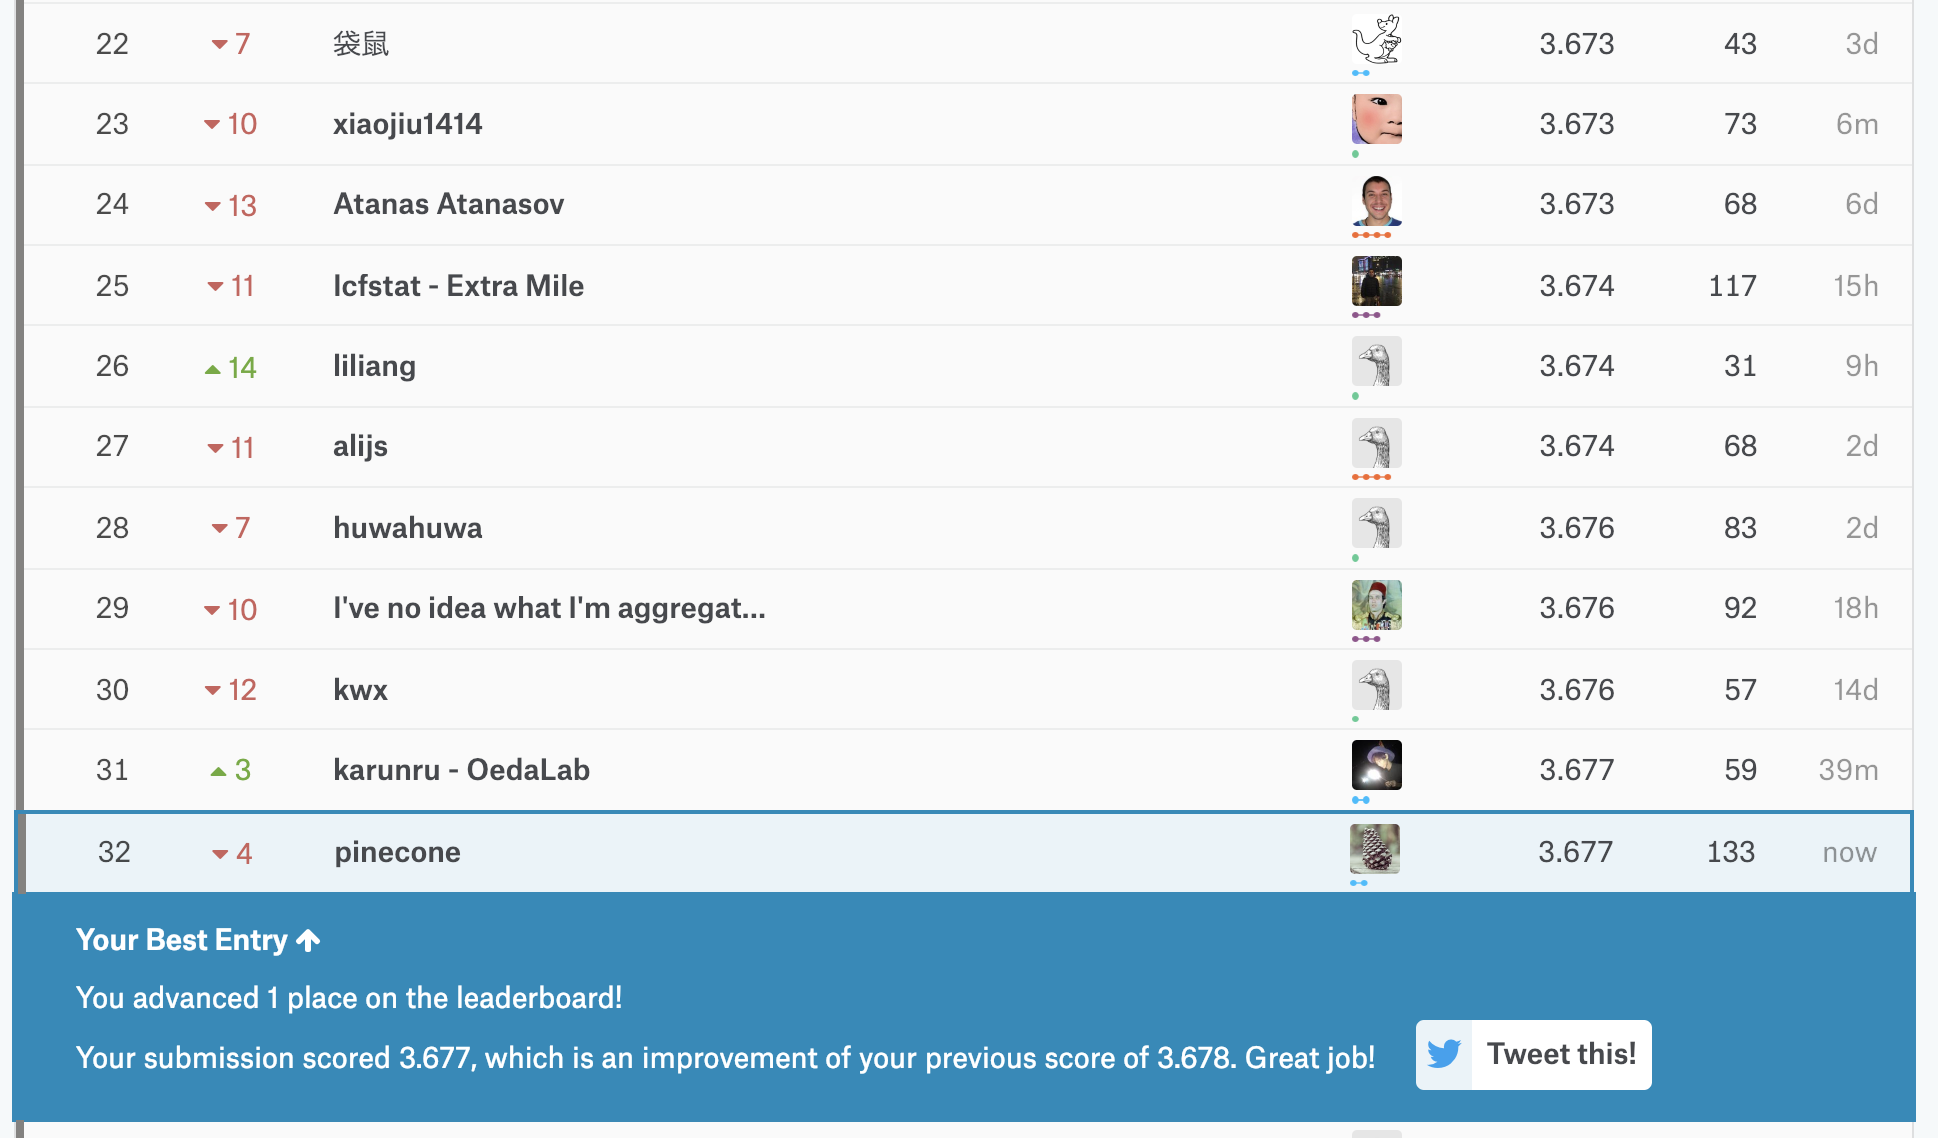 22 7 袋鼠 3.673 43 3d
23 10 xiaojiu1414 3.673 73 6m
24 13 Atanas Atanasov 3.673 68 6d
25 11 lcfstat - Extra Mile 3.674 117 15h
26 14 liliang 3.674 31 9h
27 11 alijs 3.674 68 2d
28 7 huwahuwa 3.676 83 2d
29 10 I've no idea what I'm aggregat... 3.676 92 18h
30 12 kwx 3.676 57 14d
31 3 karunru - OedaLab 3.677 59 39m
32 4 pinecone 3.677 133 now
Your Best Entry
You advanced 1 place on the leaderboard!
Your submission scored 3.677, which is an improvement of your previous score of 3.678. Great job! Tweet this!